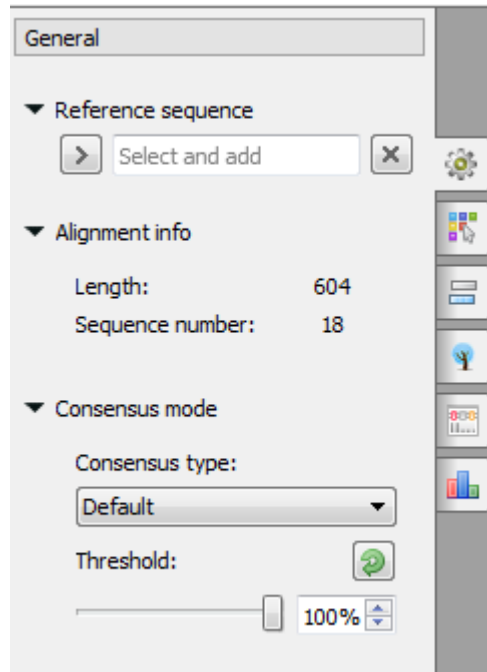 General
Reference sequence
Select and add
Alignment info
Length: 604
Sequence number: 18
Consensus mode
Consensus type:
Default
Threshold:
100%